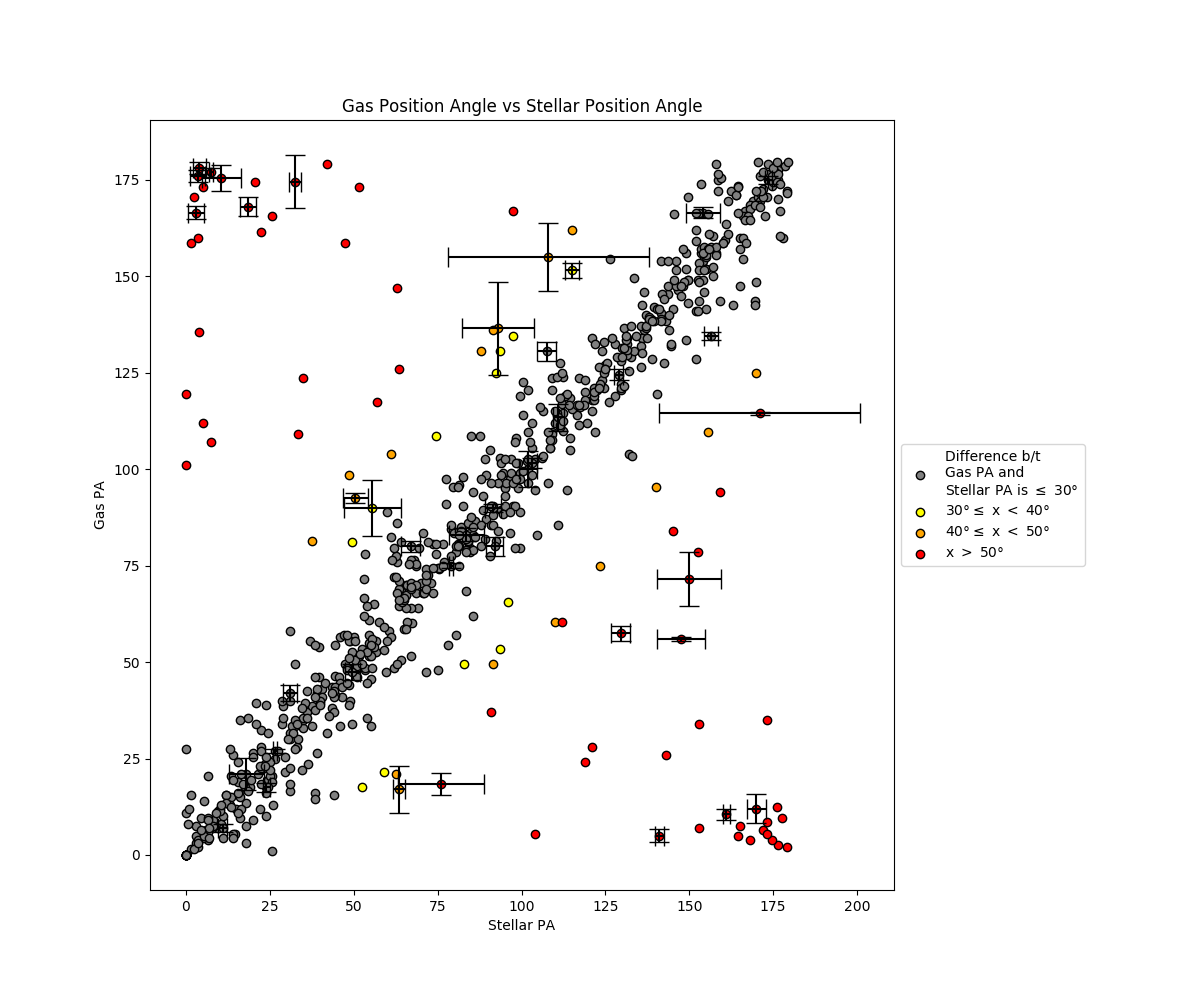 Gas Position Angle vs Stellar Position Angle
Gas PA
175
150
125
100
75
50
25
0
0 25 50 75 100 125 150 175 200
Stellar PA
Difference b/t
Gas PA and
Stellar PA is ≤ 30°
30° ≤ x < 40°
40° ≤ x < 50°
x > 50°